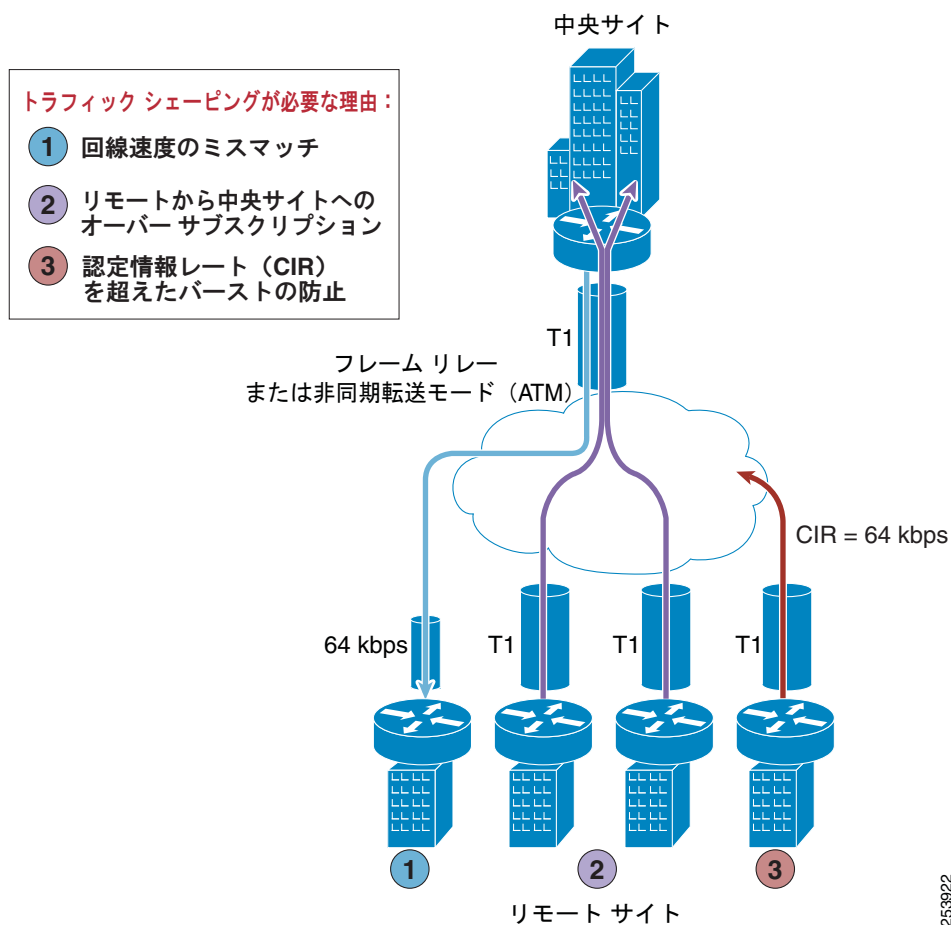 中央サイト
トラフィック シェーピングが必要な理由：
1 回線速度のミスマッチ
2 リモートから中央サイトへの
オーバー サブスクリプション
3 認定情報レート（CIR）
を超えたバーストの防止
T1
フレーム リレー
または非同期転送モード（ATM）
CIR = 64 kbps
64 kbps
T1
T1
T1
1
2
3
リモート サイト
253922